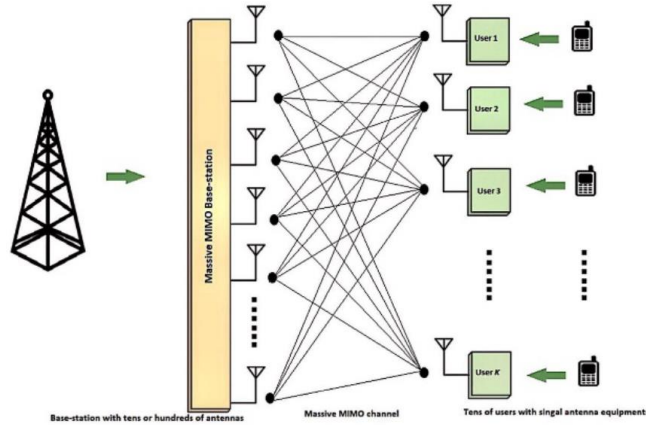 Massive MIMO Base-station
User 1
User 2
User 3
User K
Base-station with tens or hundreds of antennas
Massive MIMO channel
Tens of users with singal antenna equipments